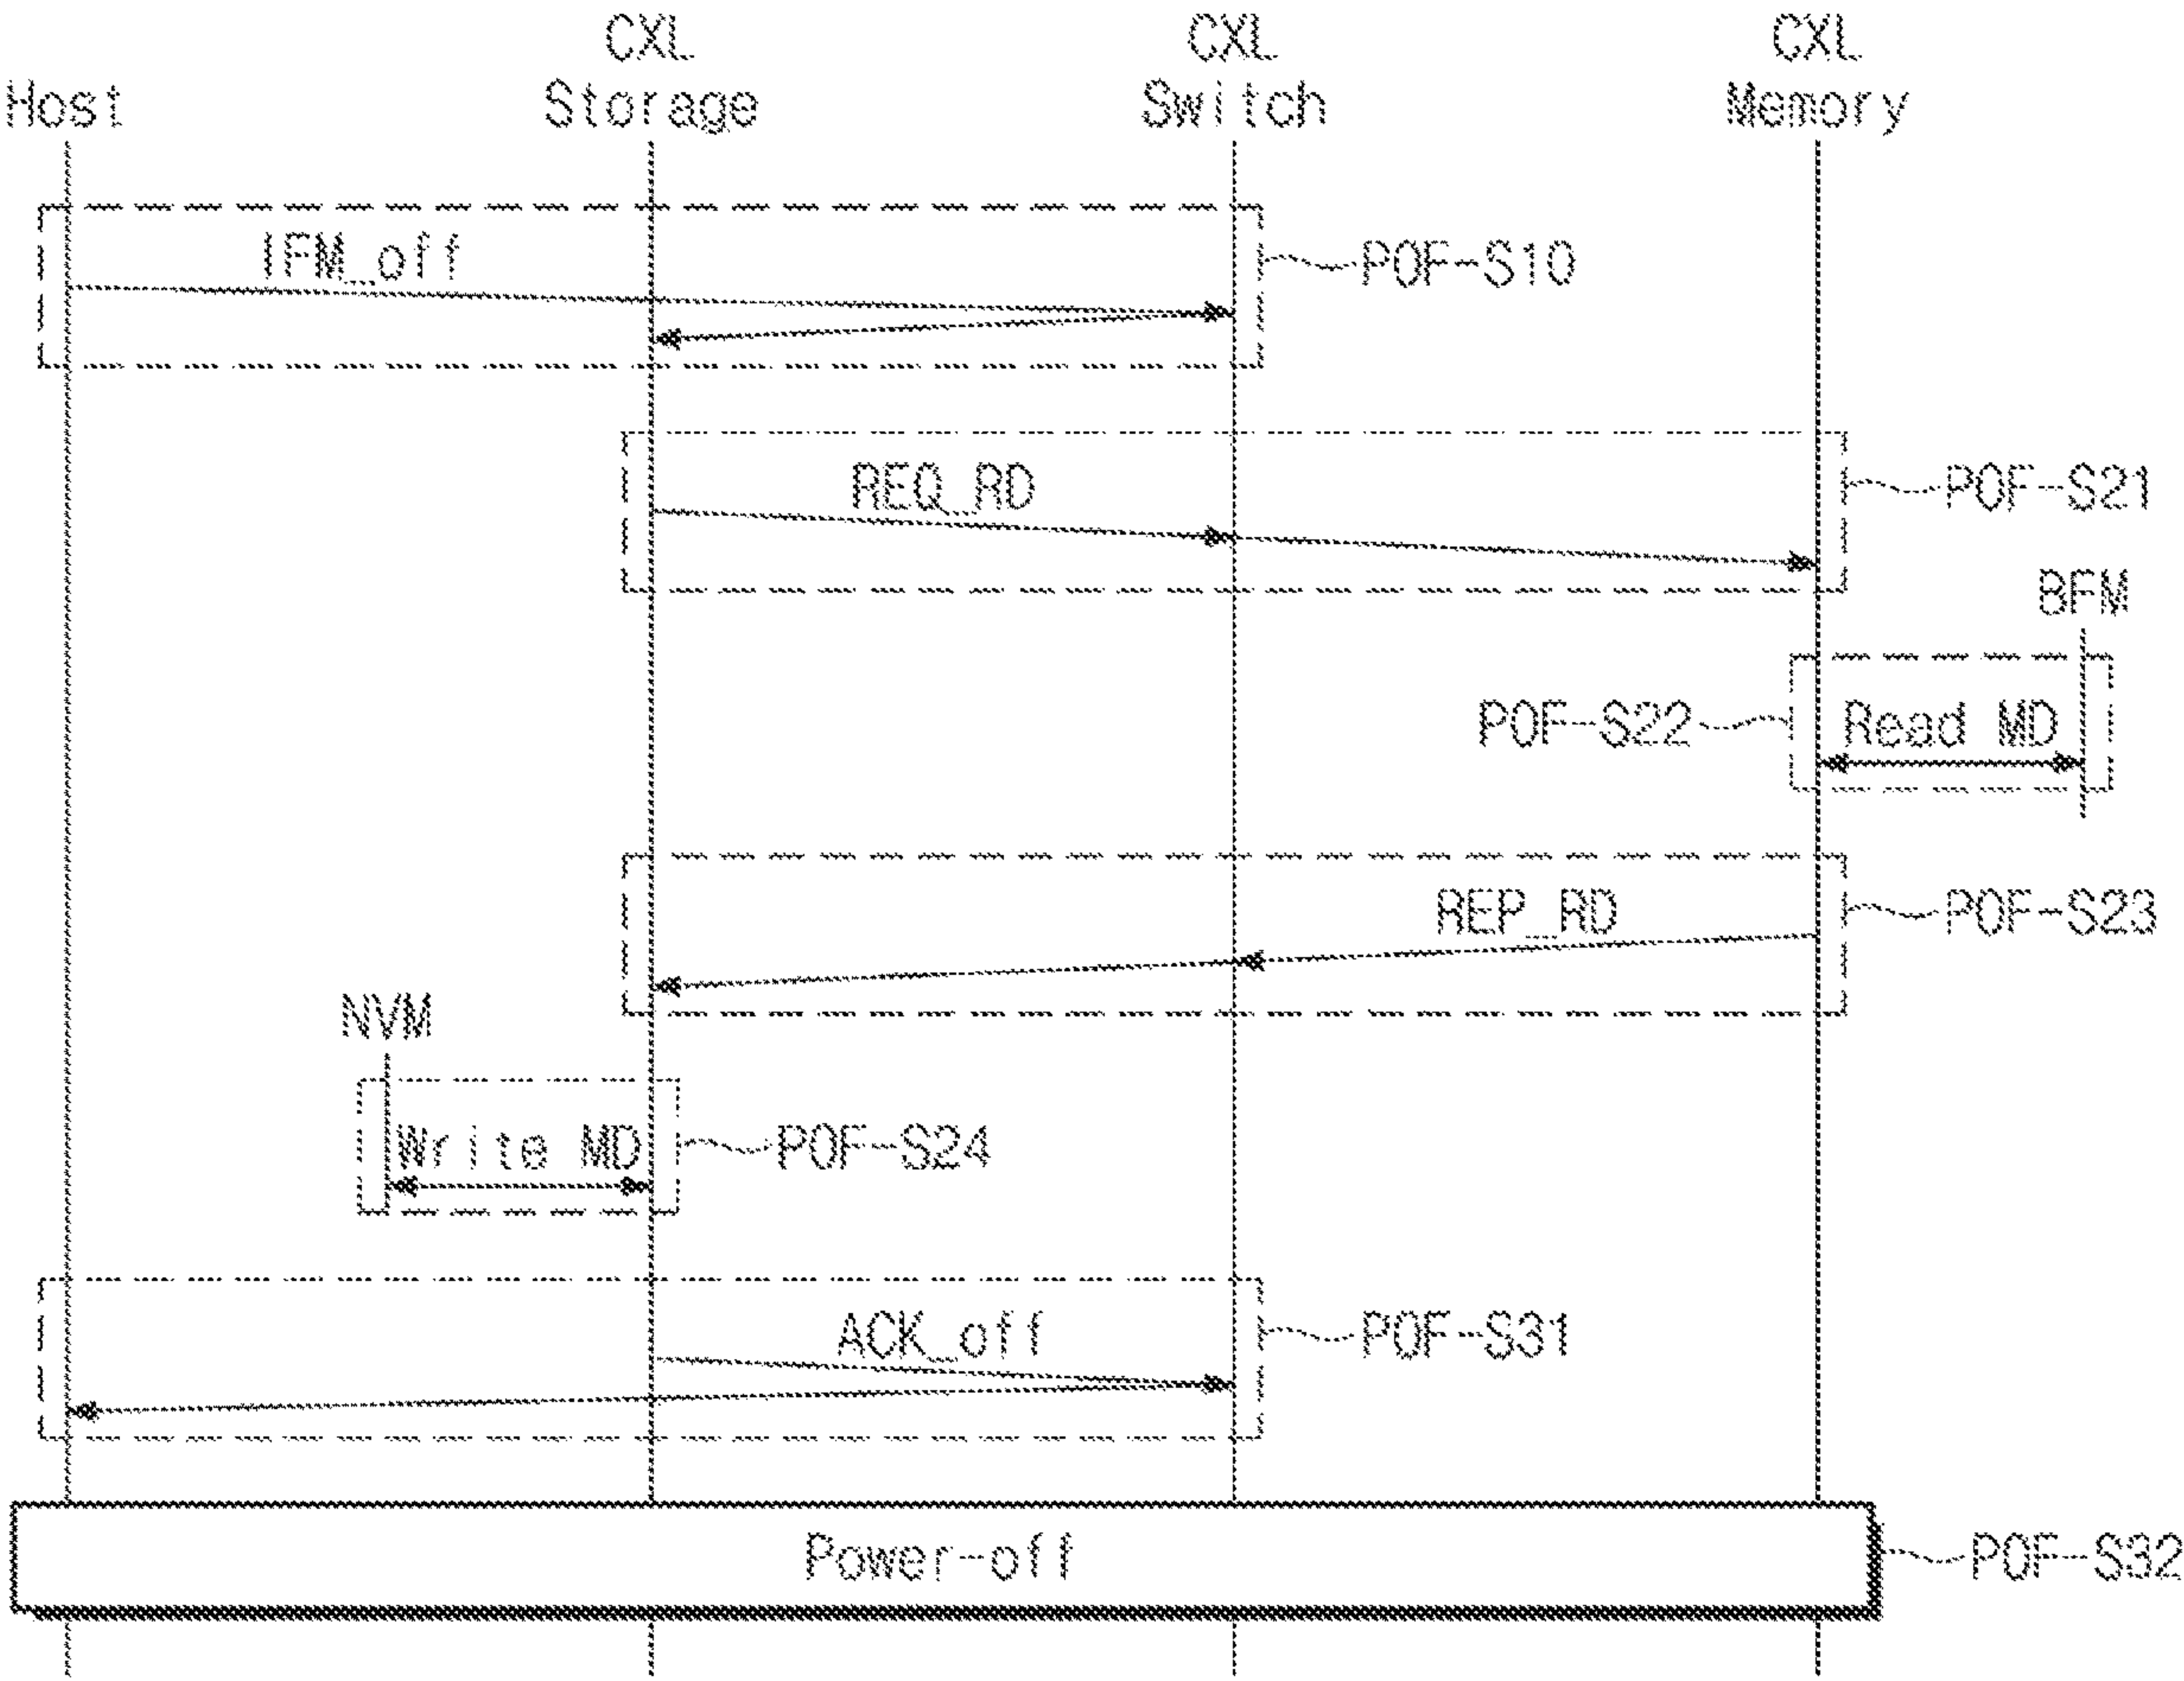 Host
CXL
Storage
CXL
Switch
CXL
Memory
IFM_off
POF-S10
REQ_RD
POF-S21
BFM
POF-S22
Read MD
REP_RD
POF-S23
NVM
Write MD
POF-S24
ACK_off
POF-S31
Power-off
POF-S32